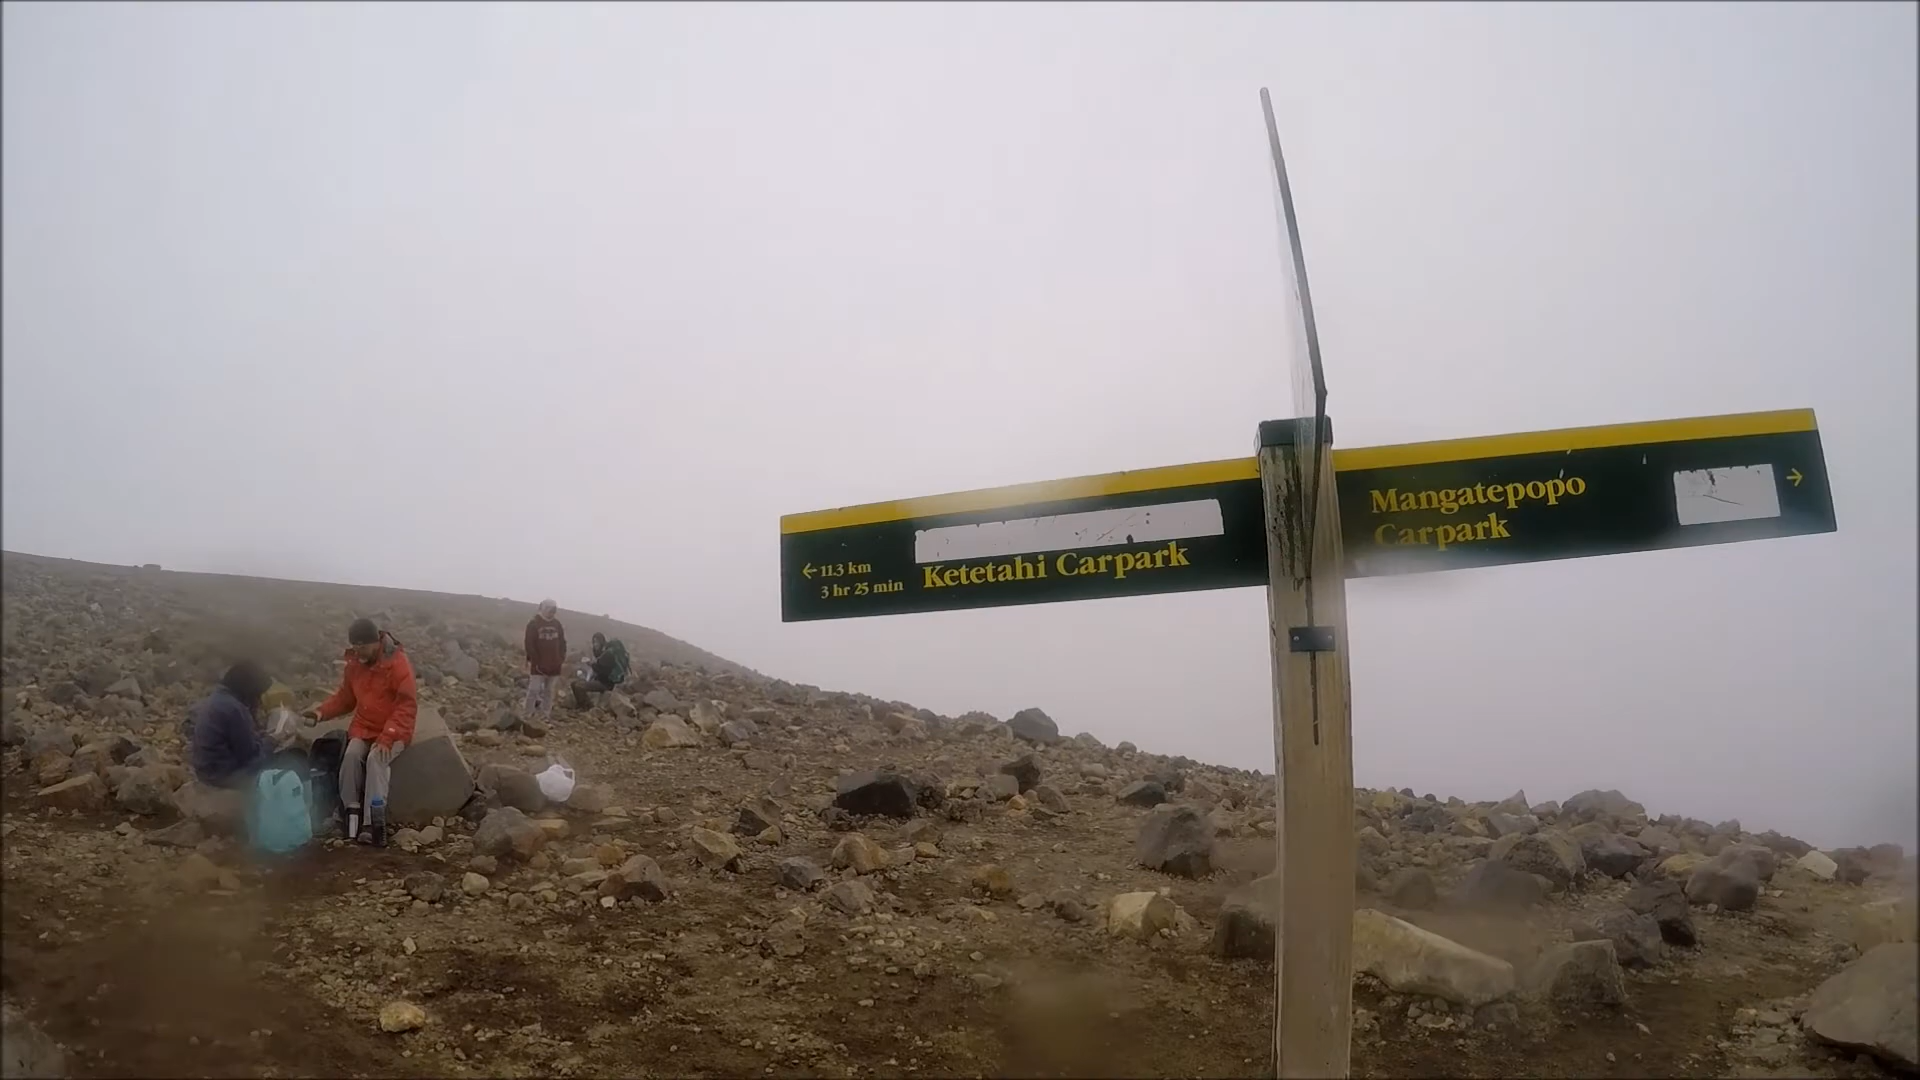 ← 11.3 km
3 hr 25 min
Ketetahi Carpark
Mangatepopo →
Carpark